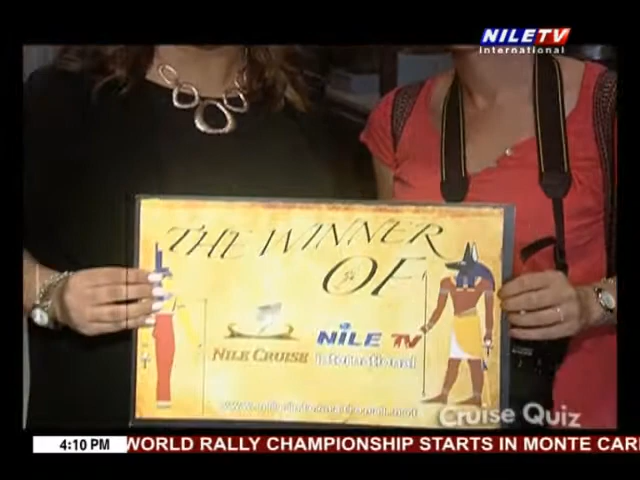 NILE TV
international
THE WINNER
OF
NILE CRUISE
NILE TV
international
Cruise Quiz
4:10 PM
WORLD RALLY CHAMPIONSHIP STARTS IN MONTE CAR